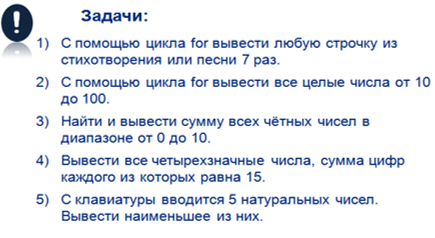 !
Задачи:
1) С помощью цикла for вывести любую строчку из
стихотворения или песни 7 раз.
2) С помощью цикла for вывести все целые числа от 10
до 100.
3) Найти и вывести сумму всех чётных чисел в
диапазоне от 0 до 10.
4) Вывести все четырехзначные числа, сумма цифр
каждого из которых равна 15.
5) С клавиатуры вводится 5 натуральных чисел.
Вывести наименьшее из них.